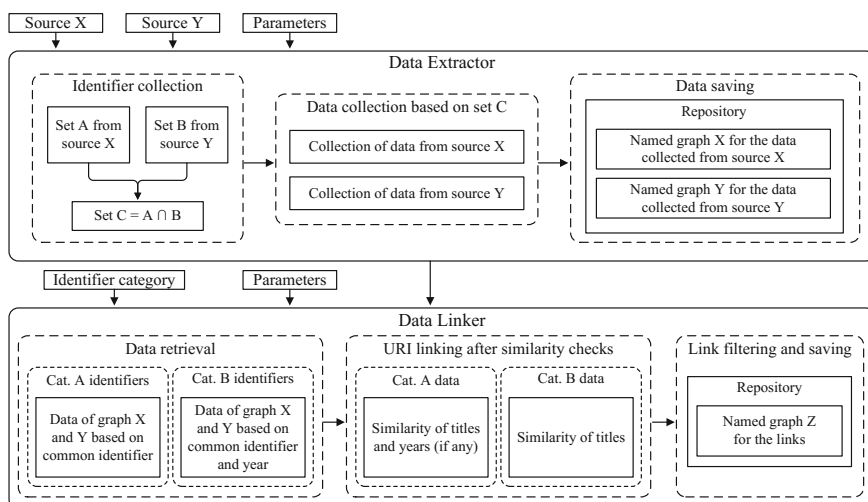 Source X
Source Y
Parameters
Data Extractor
Identifier collection
Set A from
source X
Set B from
source Y
Set C = A ∩ B
Data collection based on set C
Collection of data from source X
Collection of data from source Y
Data saving
Repository
Named graph X for the data
collected from source X
Named graph Y for the data
collected from source Y
Identifier category
Parameters
Data Linker
Data retrieval
Cat. A identifiers
Data of graph X
and Y based on
common identifier
Cat. B identifiers
Data of graph X
and Y based on
common identifier
and year
URI linking after similarity checks
Cat. A data
Similarity of titles
and years (if any)
Cat. B data
Similarity of titles
Link filtering and saving
Repository
Named graph Z
for the links